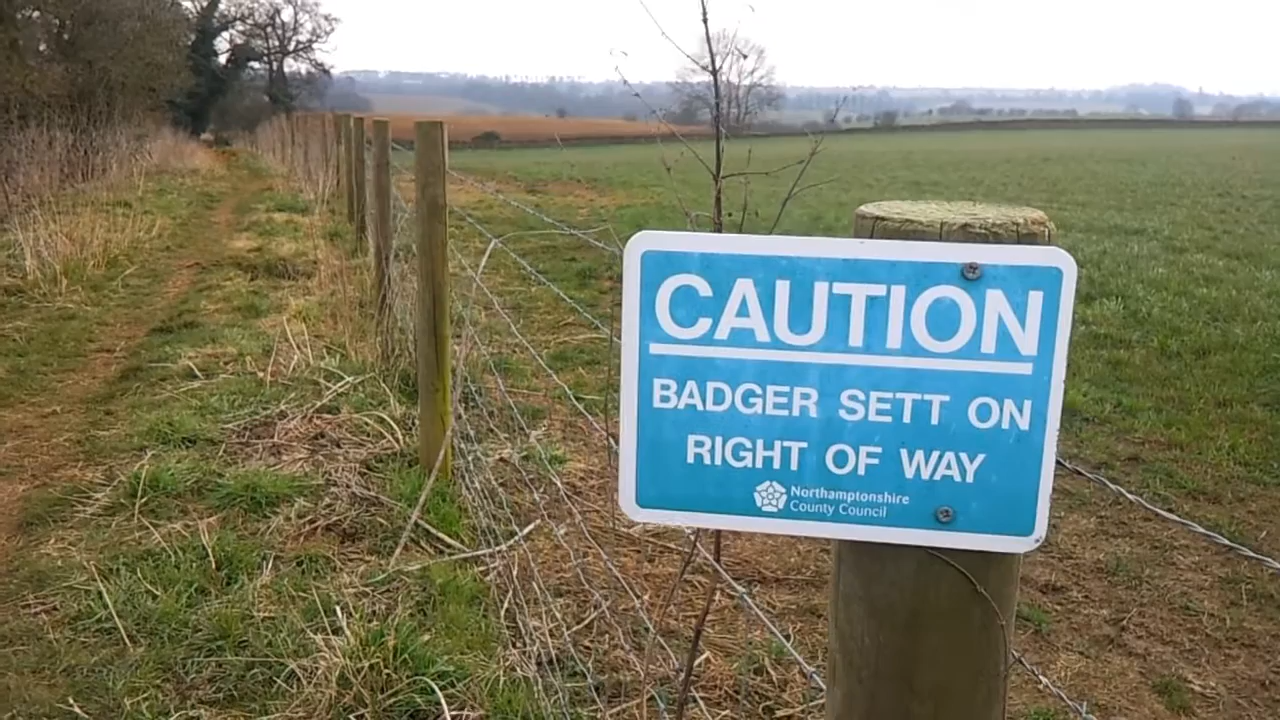 CAUTION
BADGER SETT ON
RIGHT OF WAY
Northamptonshire
County Council